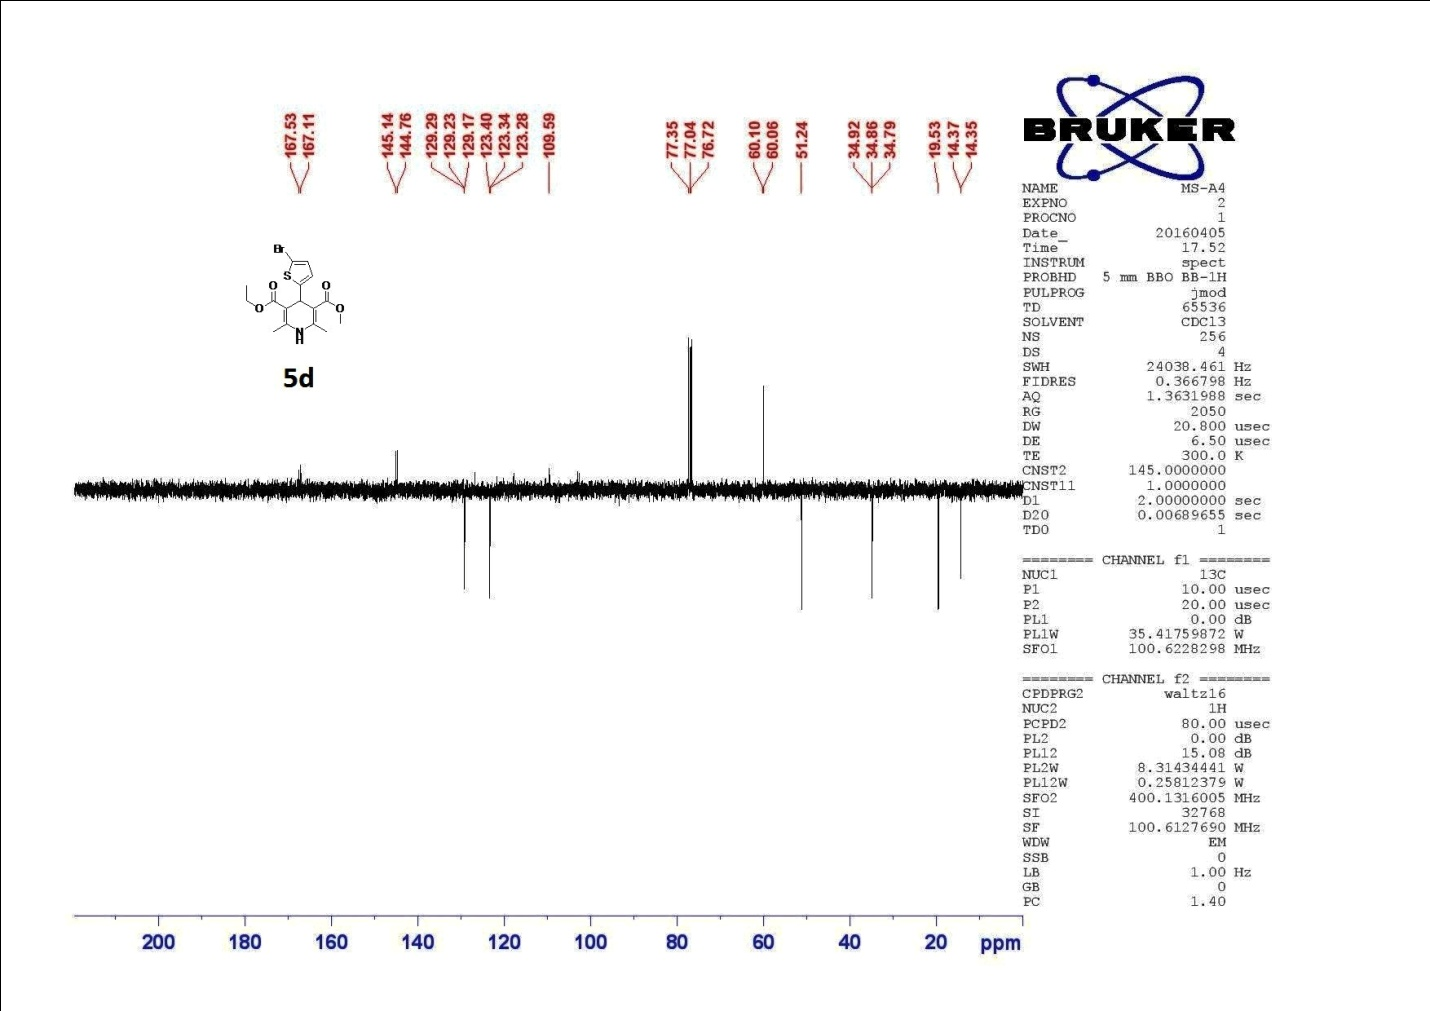 167.53
167.11
145.14
144.76
129.29
129.23
129.17
123.40
123.34
123.28
109.59
77.35
77.04
76.72
60.10
60.06
51.24
34.92
34.86
34.79
19.53
14.37
14.35
BRUKER
NAME MS-A4
EXPNO 2
PROCNO 1
Date_ 20160405
Time 17.52
INSTRUM spect
PROBHD 5 mm BBO BB-1H
PULPROG jmod
TD 65536
SOLVENT CDCl3
NS 256
DS 4
SWH 24038.461 Hz
FIDRES 0.366798 Hz
AQ 1.3631988 sec
RG 2050
DW 20.800 usec
DE 6.50 usec
TE 300.0 K
CNST2 145.0000000
CNST11 1.0000000
D1 2.00000000 sec
D20 0.00689655 sec
TD0 1
======== CHANNEL f1 ========
NUC1 13C
P1 10.00 usec
P2 20.00 usec
PL1 0.00 dB
PL1W 35.41759872 W
SFO1 100.6228298 MHz
======== CHANNEL f2 ========
CPDPRG2 waltz16
NUC2 1H
PCPD2 80.00 usec
PL2 0.00 dB
PL12 15.08 dB
PL2W 8.31434441 W
PL12W 0.25812379 W
SFO2 400.1316005 MHz
SI 32768
SF 100.6127690 MHz
WDW EM
SSB 0
LB 1.00 Hz
GB 0
PC 1.40
Br
S
O O
O O
N
H
5d
200 180 160 140 120 100 80 60 40 20 ppm